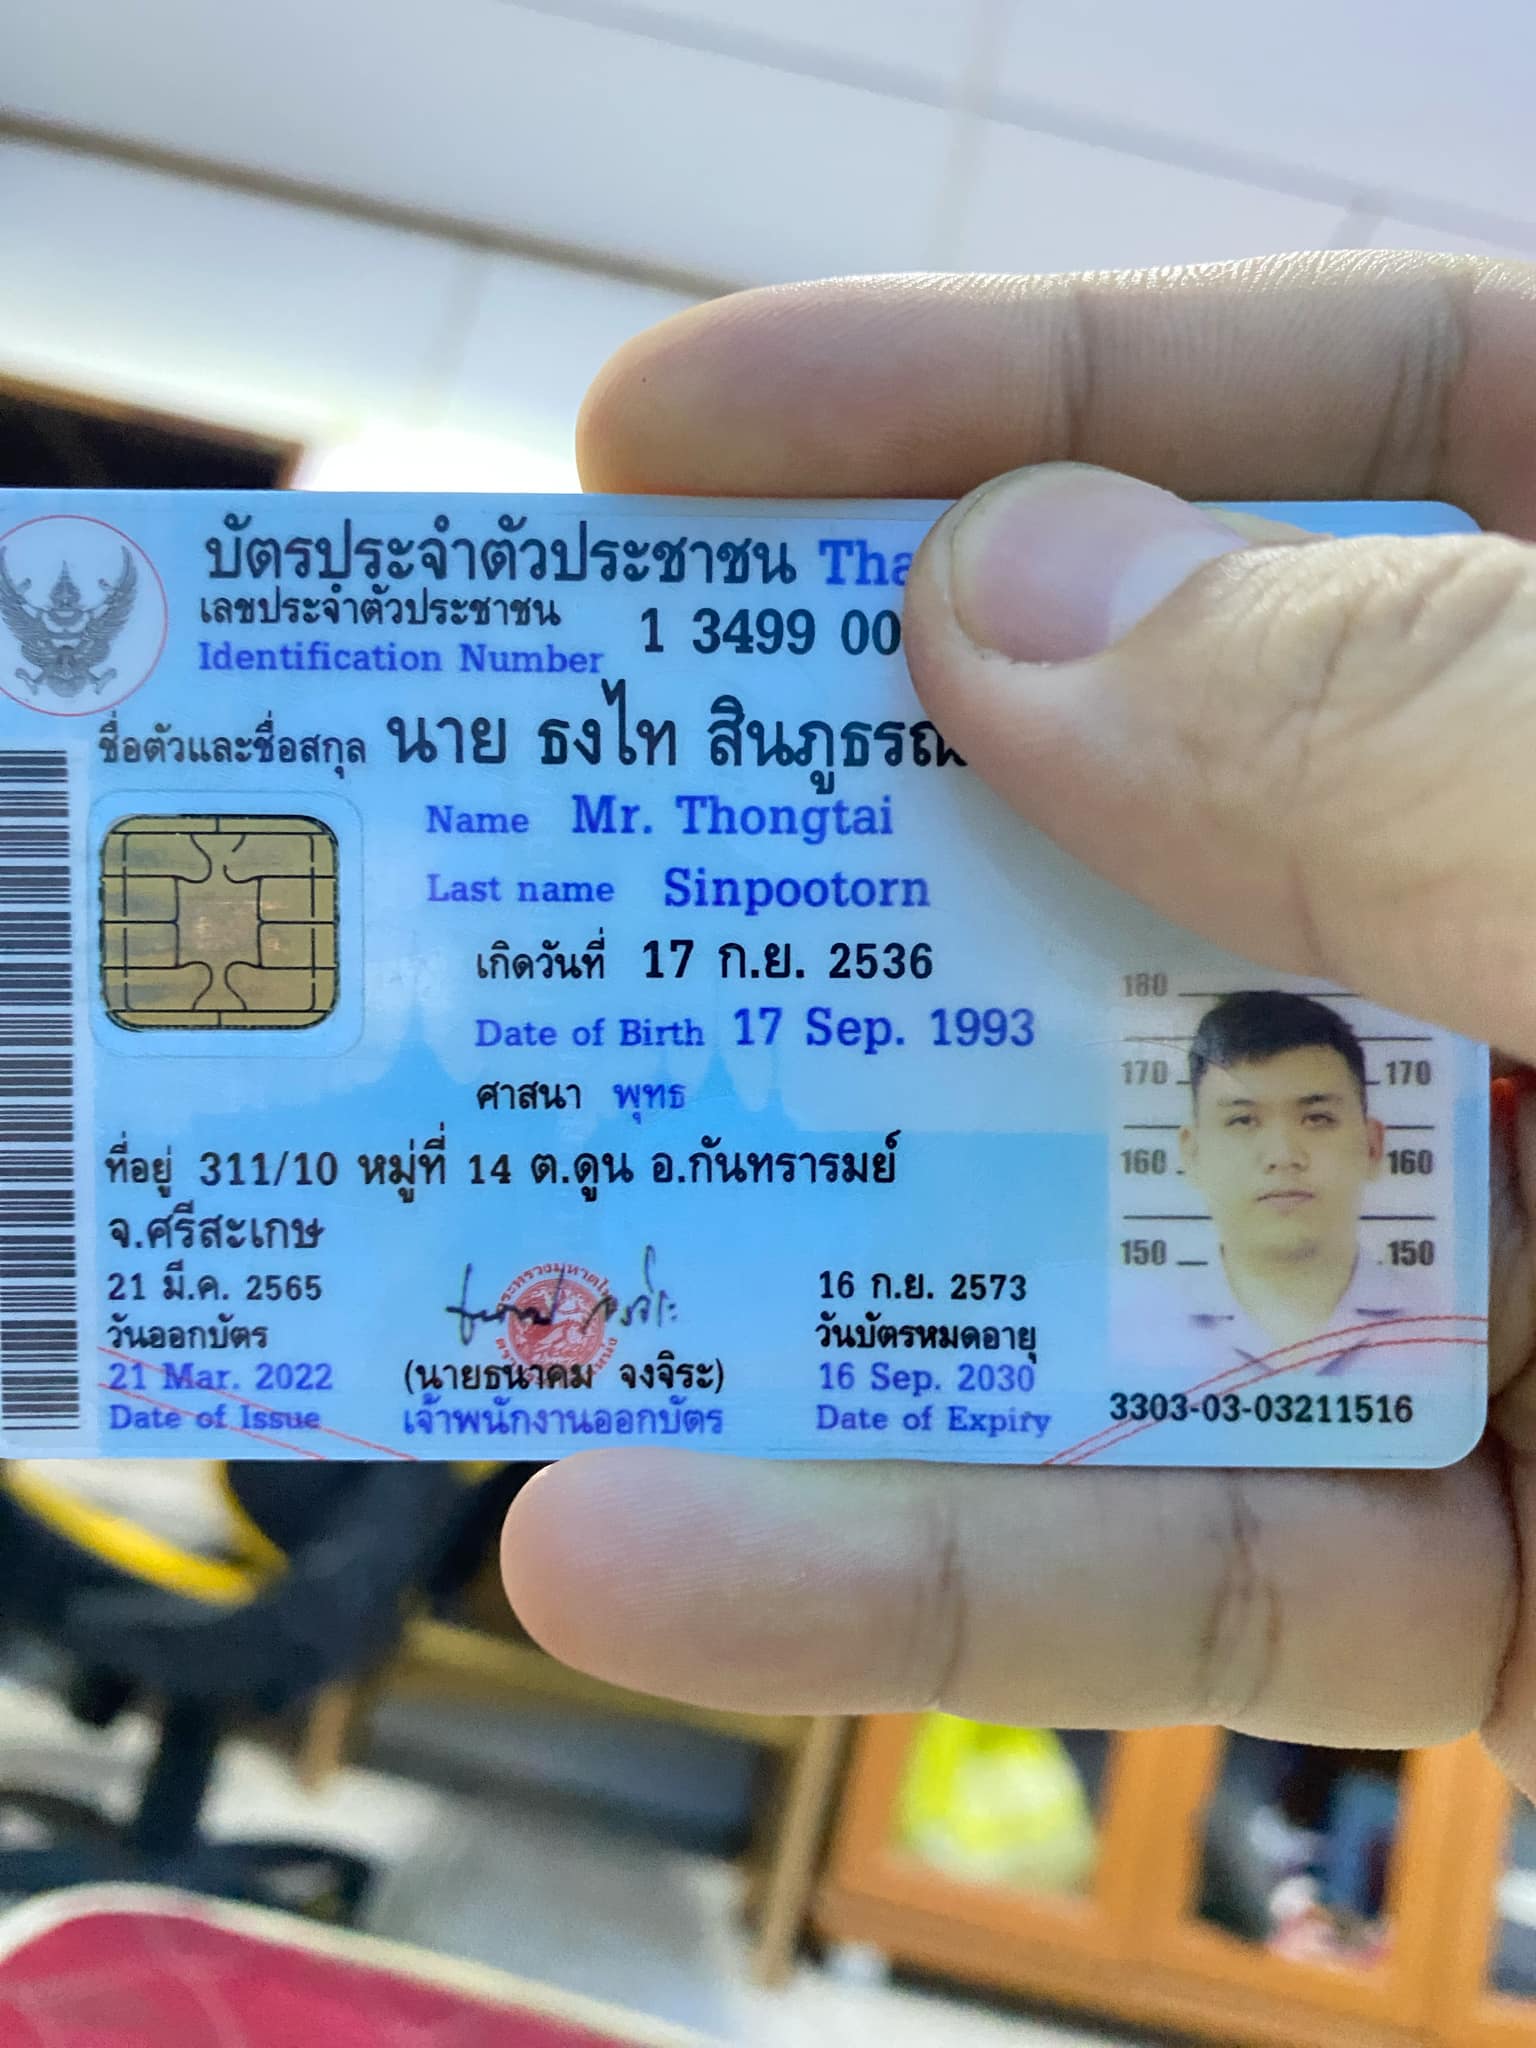 บัตรประจำตัวประชาชน Tha
เลขประจำตัวประชาชน 1 3499 00
Identification Number
ชื่อตัวและชื่อสกุล นาย ธงไท สินภูธรณ
Name Mr. Thongtai
Last name Sinpootorn
เกิดวันที่ 17 ก.ย. 2536
Date of Birth 17 Sep. 1993
ศาสนา พุทธ
ที่อยู่ 311/10 หมู่ที่ 14 ต.ดูน อ.กันทรารมย์
จ.ศรีสะเกษ
180
170 170
160 160
150 150
21 มี.ค. 2565
วันออกบัตร
21 Mar. 2022
Date of Issue
(นายธนาคม จงจิระ)
เจ้าพนักงานออกบัตร
16 ก.ย. 2573
วันบัตรหมดอายุ
16 Sep. 2030
Date of Expiry
3303-03-03211516